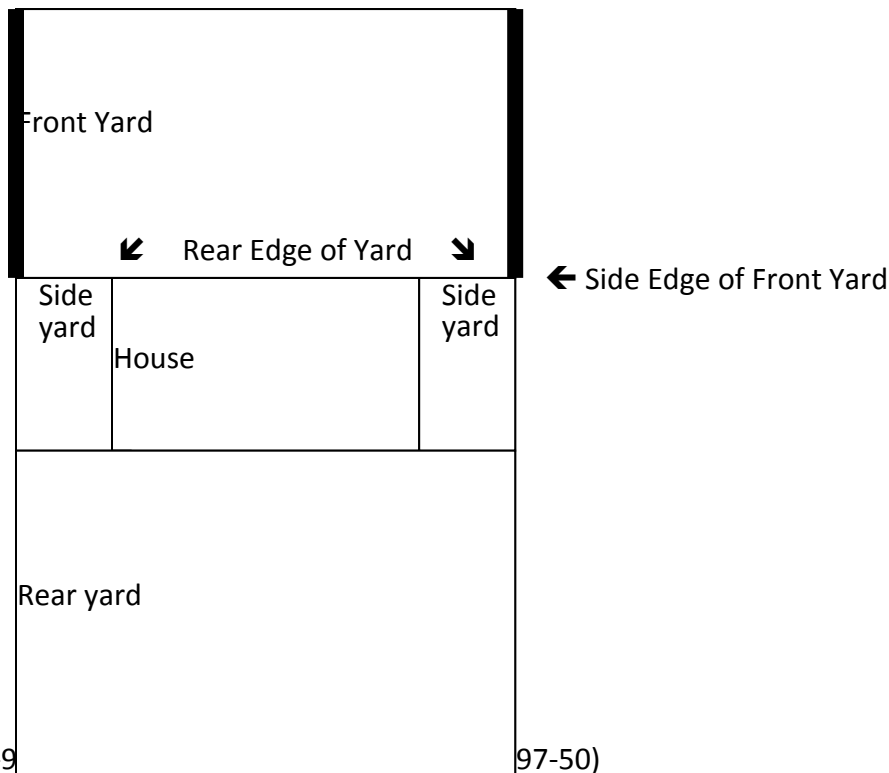 Front Yard
🡿 Rear Edge of Yard 🡾
🡸 Side Edge of Front Yard
Side yard
House
Side yard
Rear yard
9
97-50)